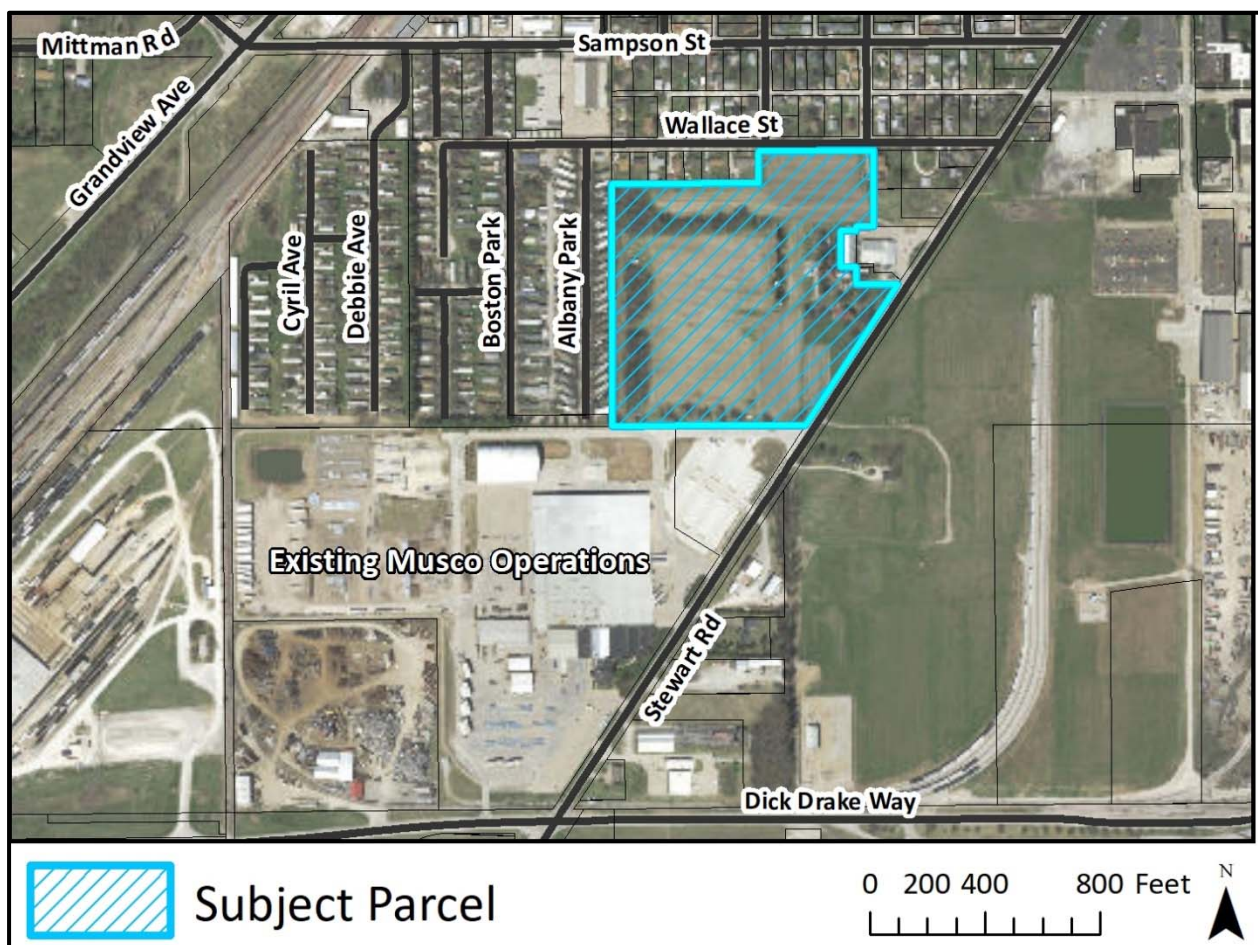 Mittman Rd
Sampson St
Grandview Ave
Wallace St
Cyril Ave
Debbie Ave
Boston Park
Albany Park
Existing Musco Operations
Stewart Rd
Dick Drake Way
Subject Parcel
0 200 400 800 Feet
N